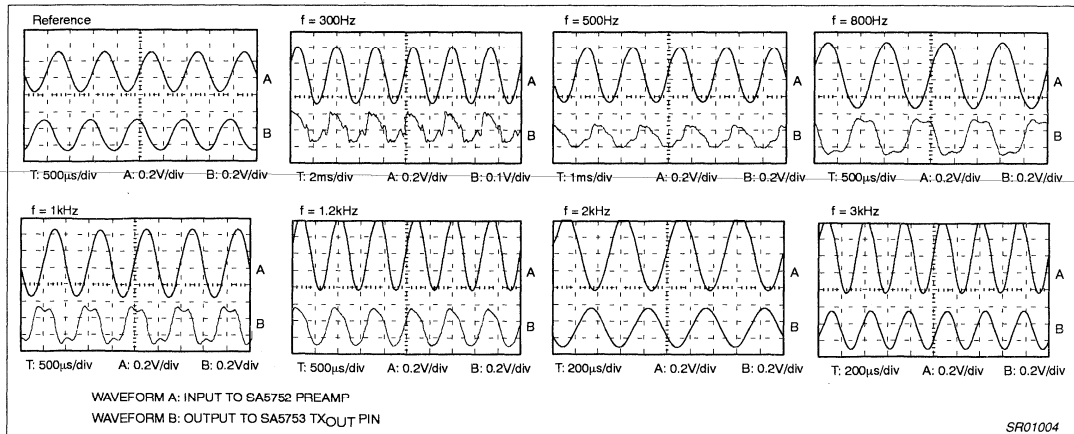 Reference
f = 300Hz
f = 500Hz
f = 800Hz
A
B
A
B
A
B
A
B
T: 500μs/div A: 0.2V/div B: 0.2V/div
T: 2ms/div A: 0.2V/div B: 0.1V/div
T: 1ms/div A: 0.2V/div B: 0.2V/div
T: 500μs/div A: 0.2V/div B: 0.2V/div
f = 1kHz
f = 1.2kHz
f = 2kHz
f = 3kHz
A
B
A
B
A
B
A
B
T: 500μs/div A: 0.2V/div B: 0.2V/div
T: 500μs/div A: 0.2V/div B: 0.2V/div
T: 200μs/div A: 0.2V/div B: 0.2V/div
T: 200μs/div A: 0.2V/div B: 0.2V/div
WAVEFORM A: INPUT TO SA5752 PREAMP
WAVEFORM B: OUTPUT TO SA5753 TXOUT PIN
SR01004